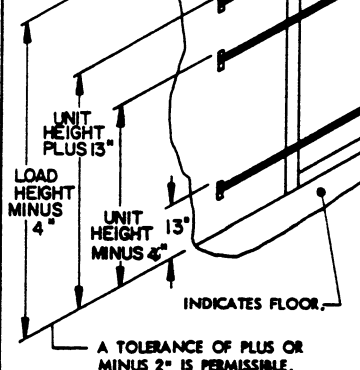 UNIT
HEIGHT
PLUS 13"
LOAD
HEIGHT
MINUS
4"
UNIT
HEIGHT
MINUS 4"
13"
INDICATES FLOOR.
A TOLERANCE OF PLUS OR
MINUS 2" IS PERMISSIBLE.